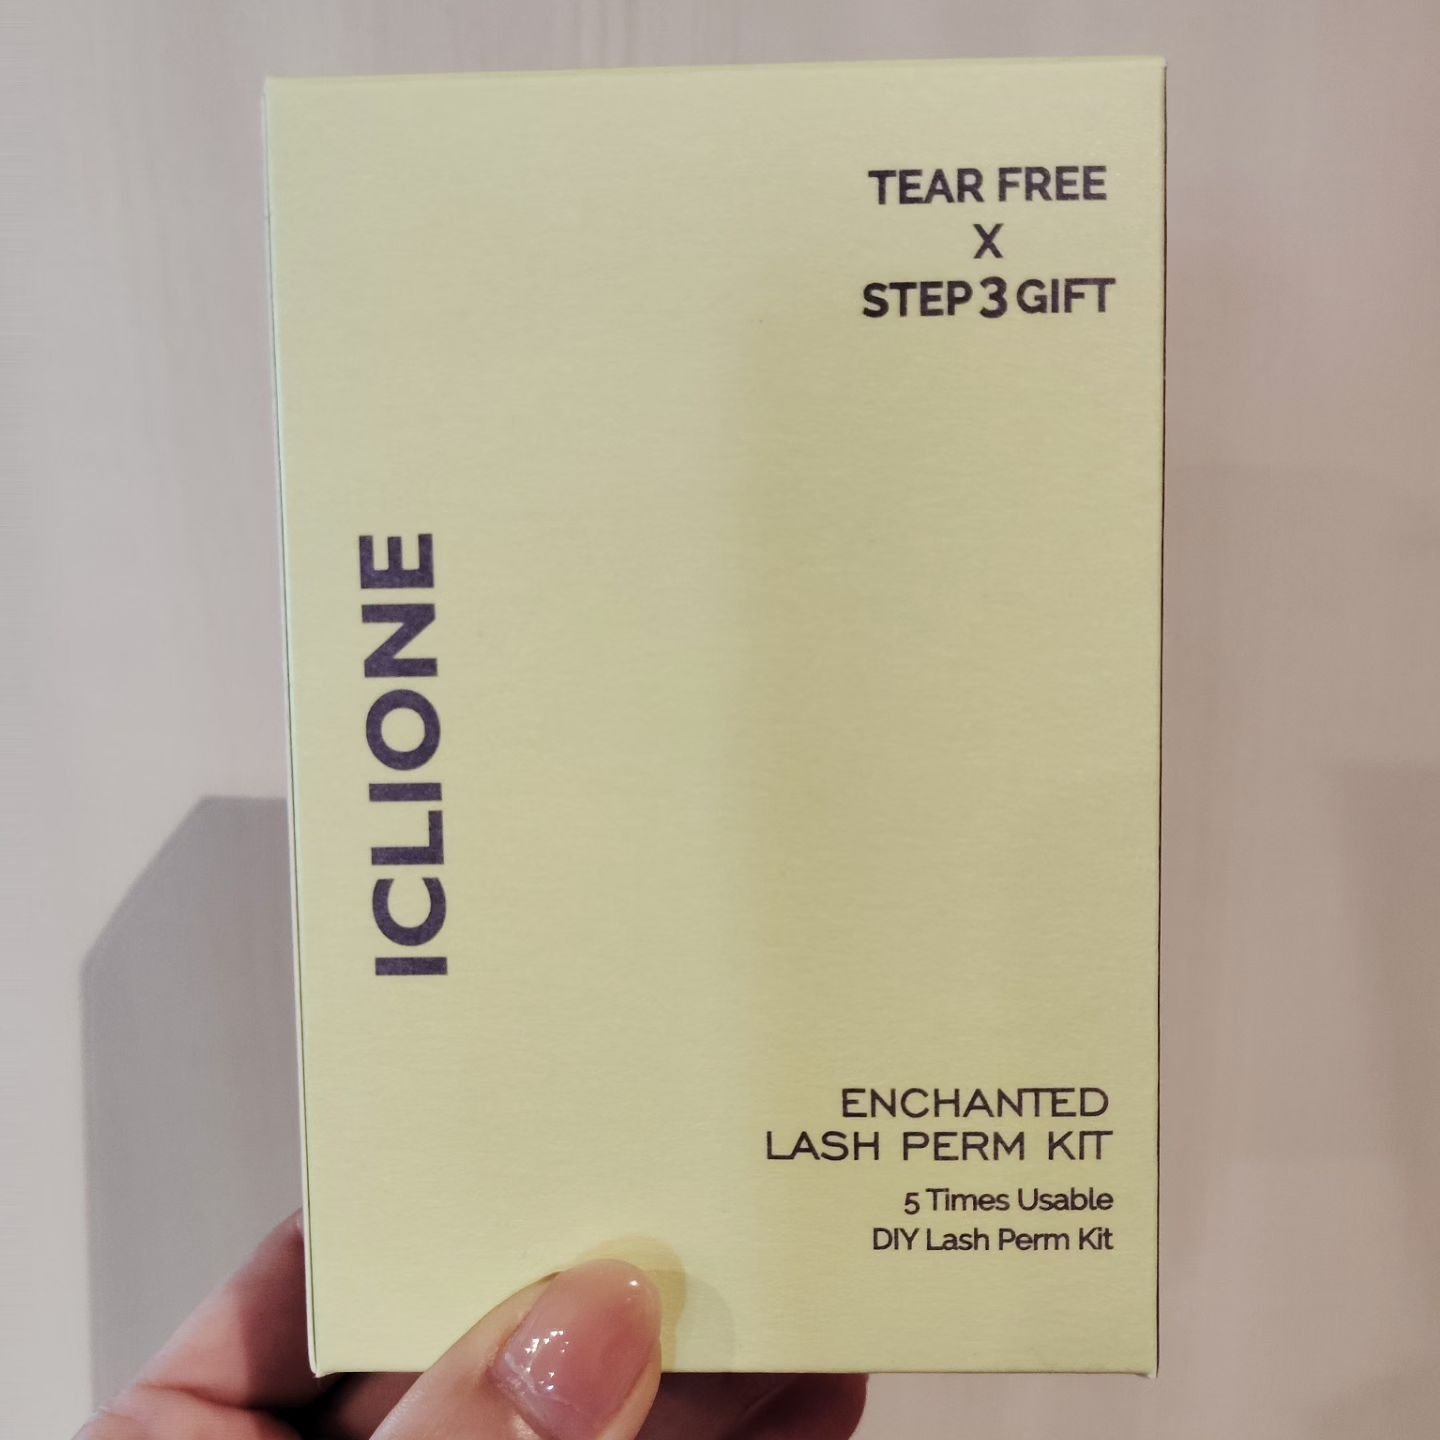 TEAR FREE
X
STEP 3 GIFT
ICLIONE
ENCHANTED
LASH PERM KIT
5 Times Usable
DIY Lash Perm Kit